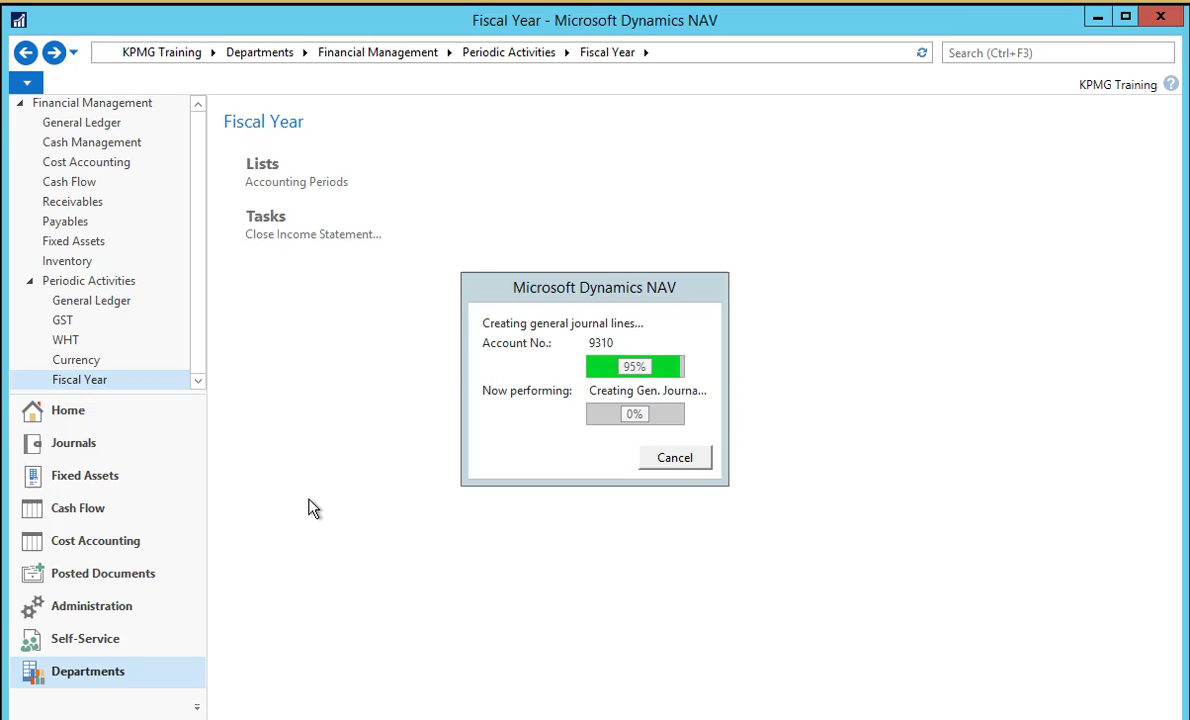 Fiscal Year - Microsoft Dynamics NAV
KPMG Training Departments Financial Management Periodic Activities Fiscal Year
Search (Ctrl+F3)
KPMG Training
Financial Management
General Ledger
Cash Management
Cost Accounting
Cash Flow
Receivables
Payables
Fixed Assets
Inventory
Periodic Activities
General Ledger
GST
WHT
Currency
Fiscal Year
Home
Journals
Fixed Assets
Cash Flow
Cost Accounting
Posted Documents
Administration
Self-Service
Departments
Fiscal Year
Lists
Accounting Periods
Tasks
Close Income Statement...
Microsoft Dynamics NAV
Creating general journal lines...
Account No.: 9310
95%
Now performing: Creating Gen. Journa...
0%
Cancel